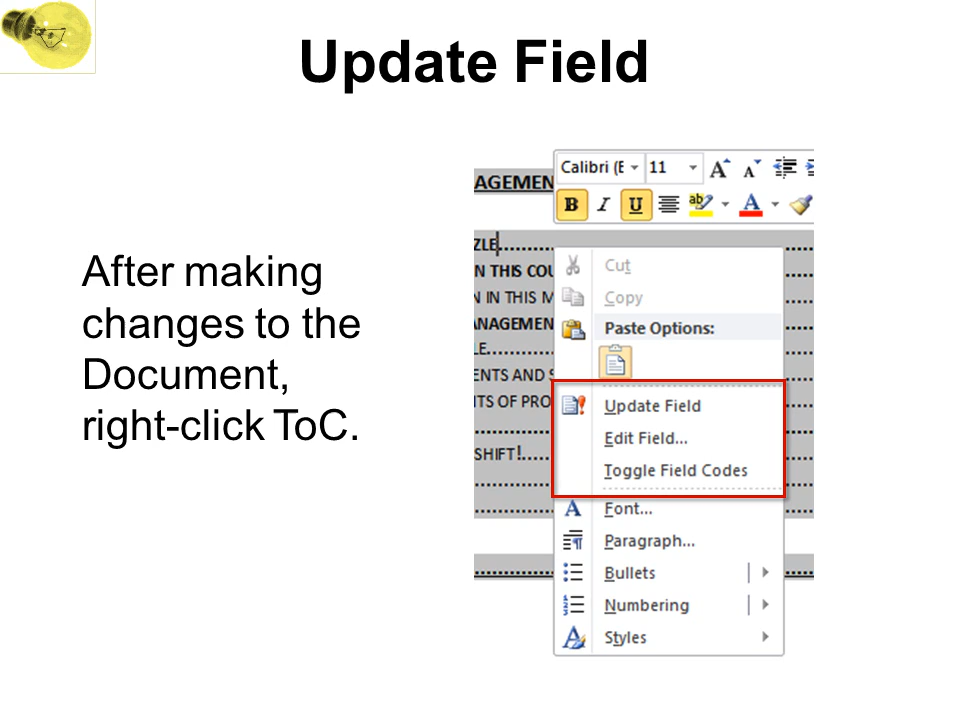 Update Field
After making
changes to the
Document,
right-click ToC.
Calibri (E 11 A A
AGEMEN B I U ab A
ZLE
N THIS COU Cut
N IN THIS M Copy
ANAGEMEN Paste Options:
LE
ENTS AND S
NTS OF PRO Update Field
Edit Field...
SHIFT! Toggle Field Codes
A Font...
Paragraph...
Bullets
Numbering
Styles